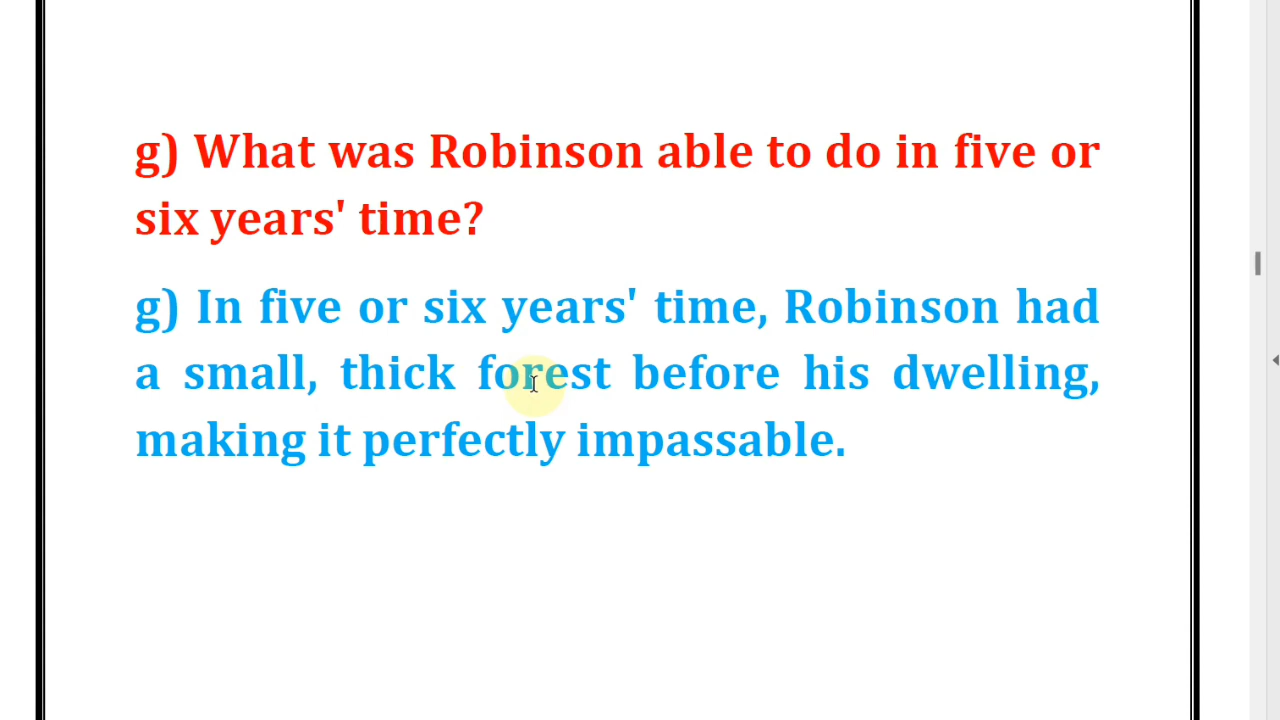 g) What was Robinson able to do in five or
six years' time?
g) In five or six years' time, Robinson had
a small, thick forest before his dwelling,
making it perfectly impassable.